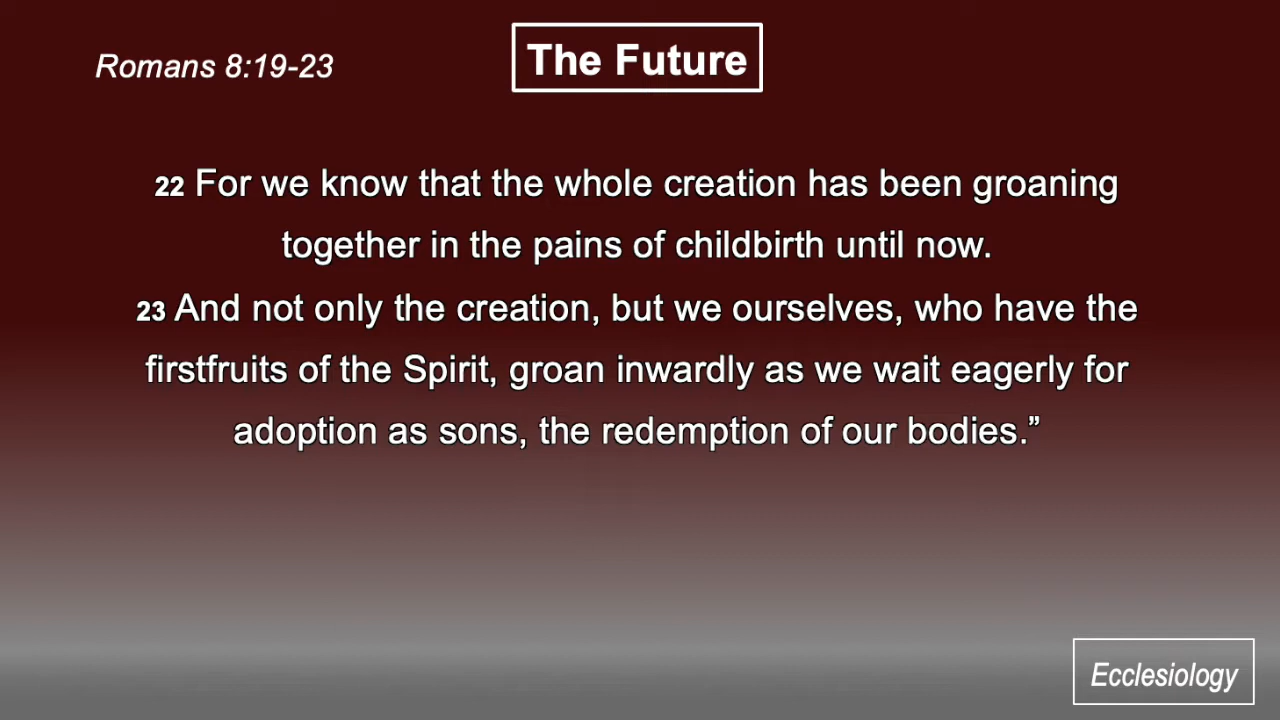 Romans 8:19-23
The Future
22 For we know that the whole creation has been groaning
together in the pains of childbirth until now.
23 And not only the creation, but we ourselves, who have the
firstfruits of the Spirit, groan inwardly as we wait eagerly for
adoption as sons, the redemption of our bodies.”
Ecclesiology